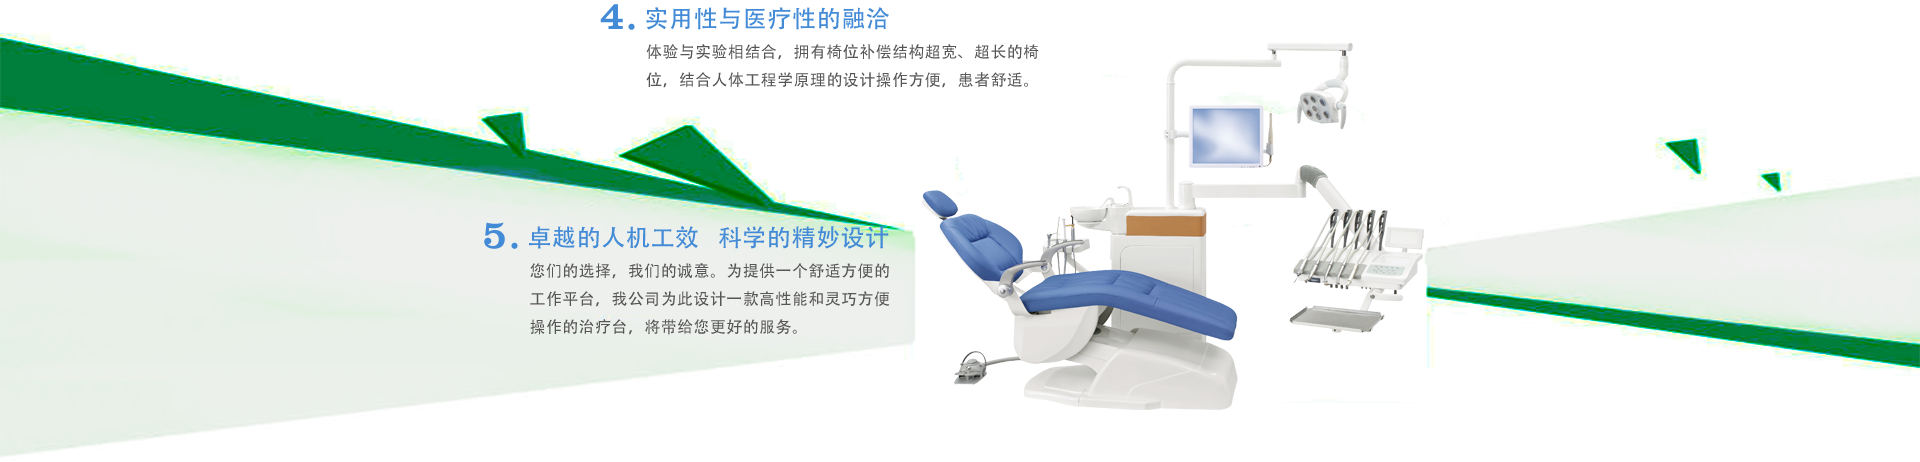 4. 实用性与医疗性的融洽
体验与实验相结合，拥有椅位补偿结构超宽、超长的椅
位，结合人体工程学原理的设计操作方便，患者舒适。
5. 卓越的人机工效 科学的精妙设计
您们的选择，我们的诚意。为提供一个舒适方便的
工作平台，我公司为此设计一款高性能和灵巧方便
操作的治疗台，将带给您更好的服务。